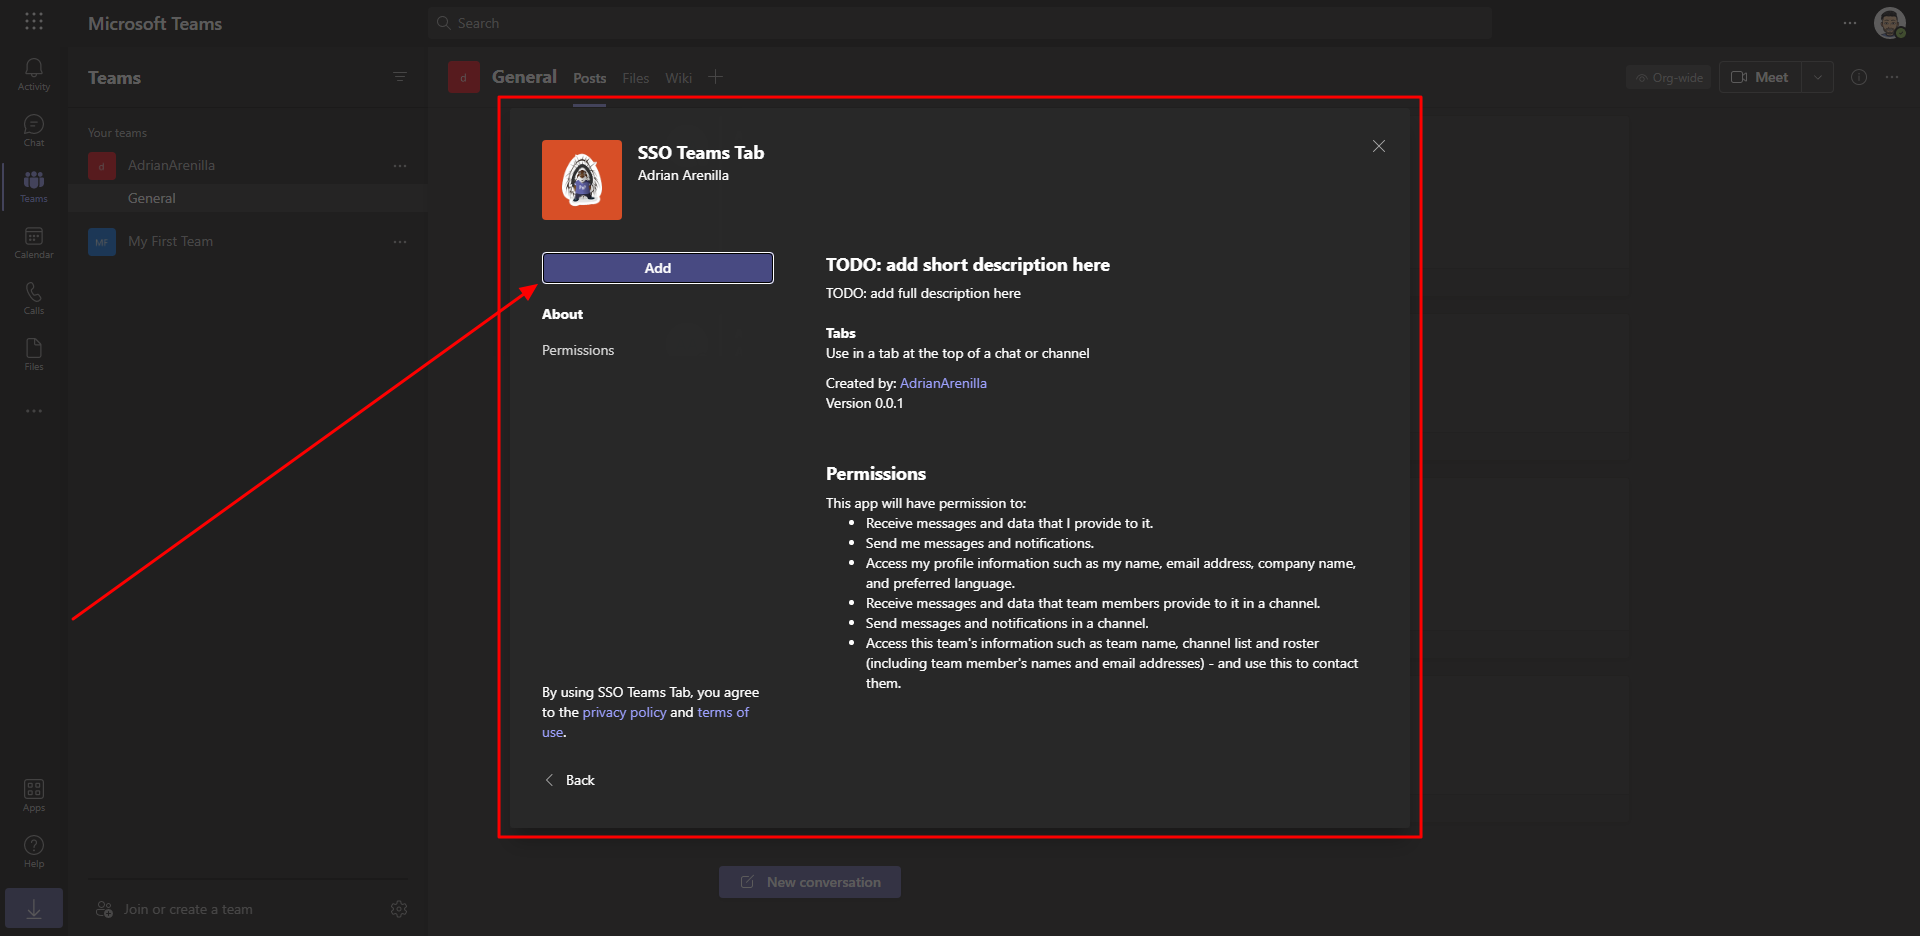 Microsoft Teams
Search
Activity
Chat
Teams
Calendar
Calls
Files
Apps
Help
Teams
Your teams
d AdrianArenilla
General
MF My First Team
Join or create a team
d General Posts Files Wiki
Org-wide
Meet
SSO Teams Tab
Adrian Arenilla
Add
About
Permissions
By using SSO Teams Tab, you agree
to the privacy policy and terms of
use.
Back
TODO: add short description here
TODO: add full description here
Tabs
Use in a tab at the top of a chat or channel
Created by: AdrianArenilla
Version 0.0.1
Permissions
This app will have permission to:
• Receive messages and data that I provide to it.
• Send me messages and notifications.
• Access my profile information such as my name, email address, company name,
and preferred language.
• Receive messages and data that team members provide to it in a channel.
• Send messages and notifications in a channel.
• Access this team's information such as team name, channel list and roster
(including team member's names and email addresses) - and use this to contact
them.
New conversation